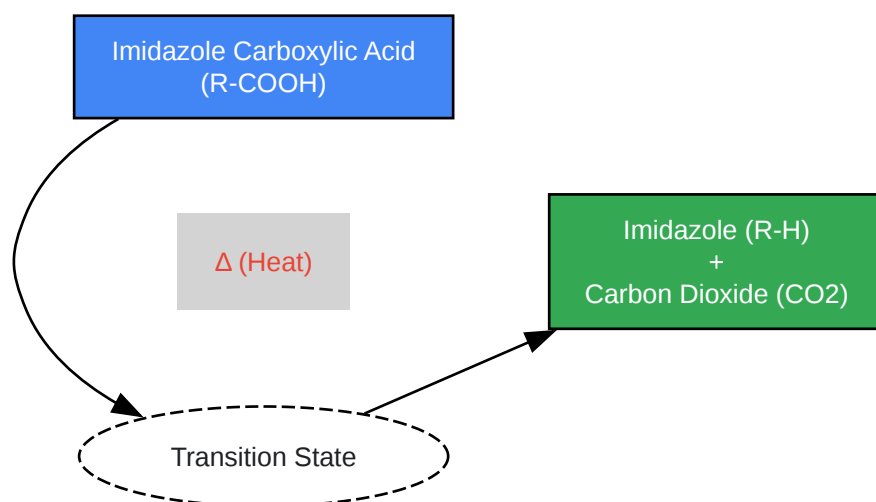 Imidazole Carboxylic Acid
(R-COOH)
Δ (Heat)
Imidazole (R-H)
+
Carbon Dioxide (CO2)
Transition State